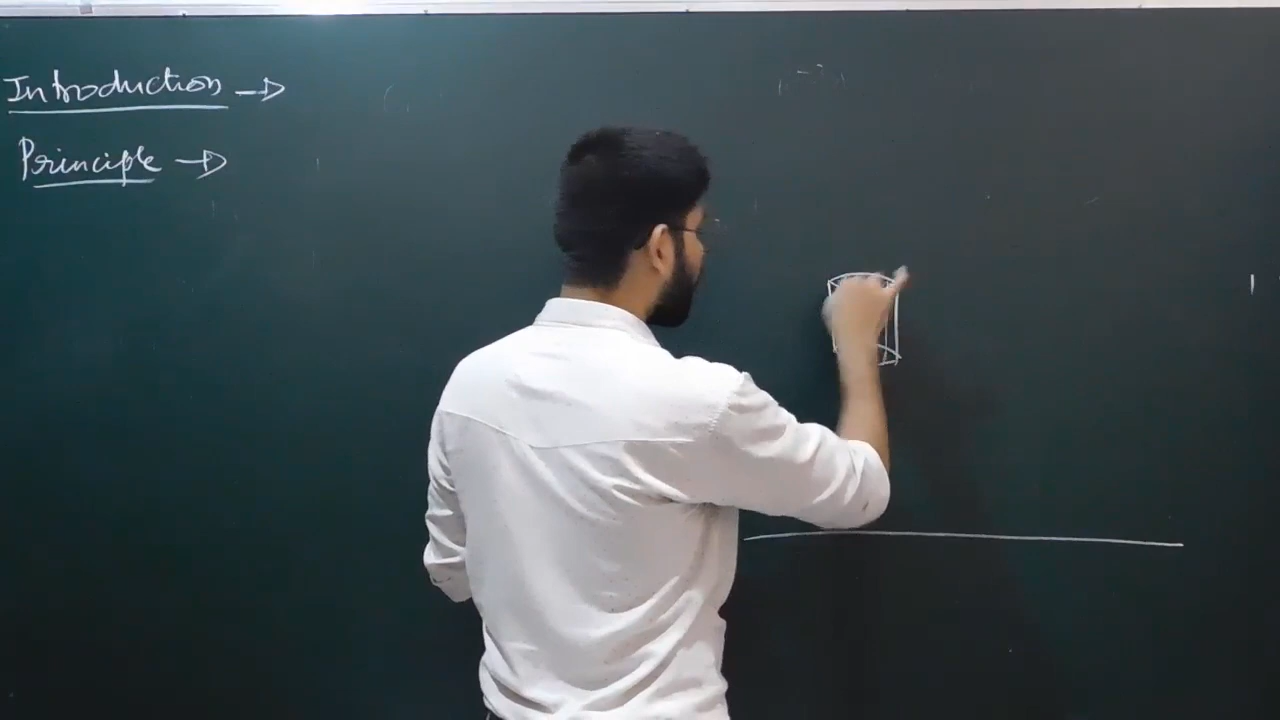 Introduction →
Principle →